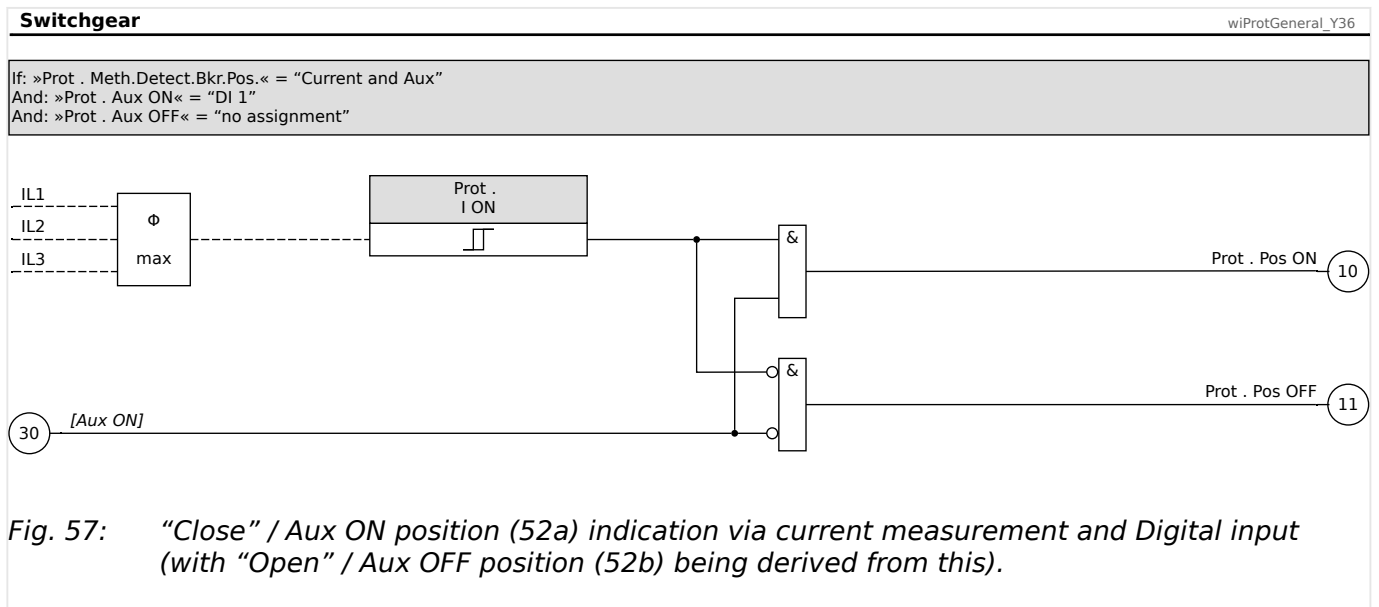 Switchgear
wiProtGeneral_Y36
If: »Prot . Meth.Detect.Bkr.Pos.« = “Current and Aux”
And: »Prot . Aux ON« = “DI 1”
And: »Prot . Aux OFF« = “no assignment”
IL1
IL2
IL3
Φ
max
Prot .
I ON
&
Prot . Pos ON
10
&
Prot . Pos OFF
11
30
[Aux ON]
Fig. 57: “Close” / Aux ON position (52a) indication via current measurement and Digital input
(with “Open” / Aux OFF position (52b) being derived from this).